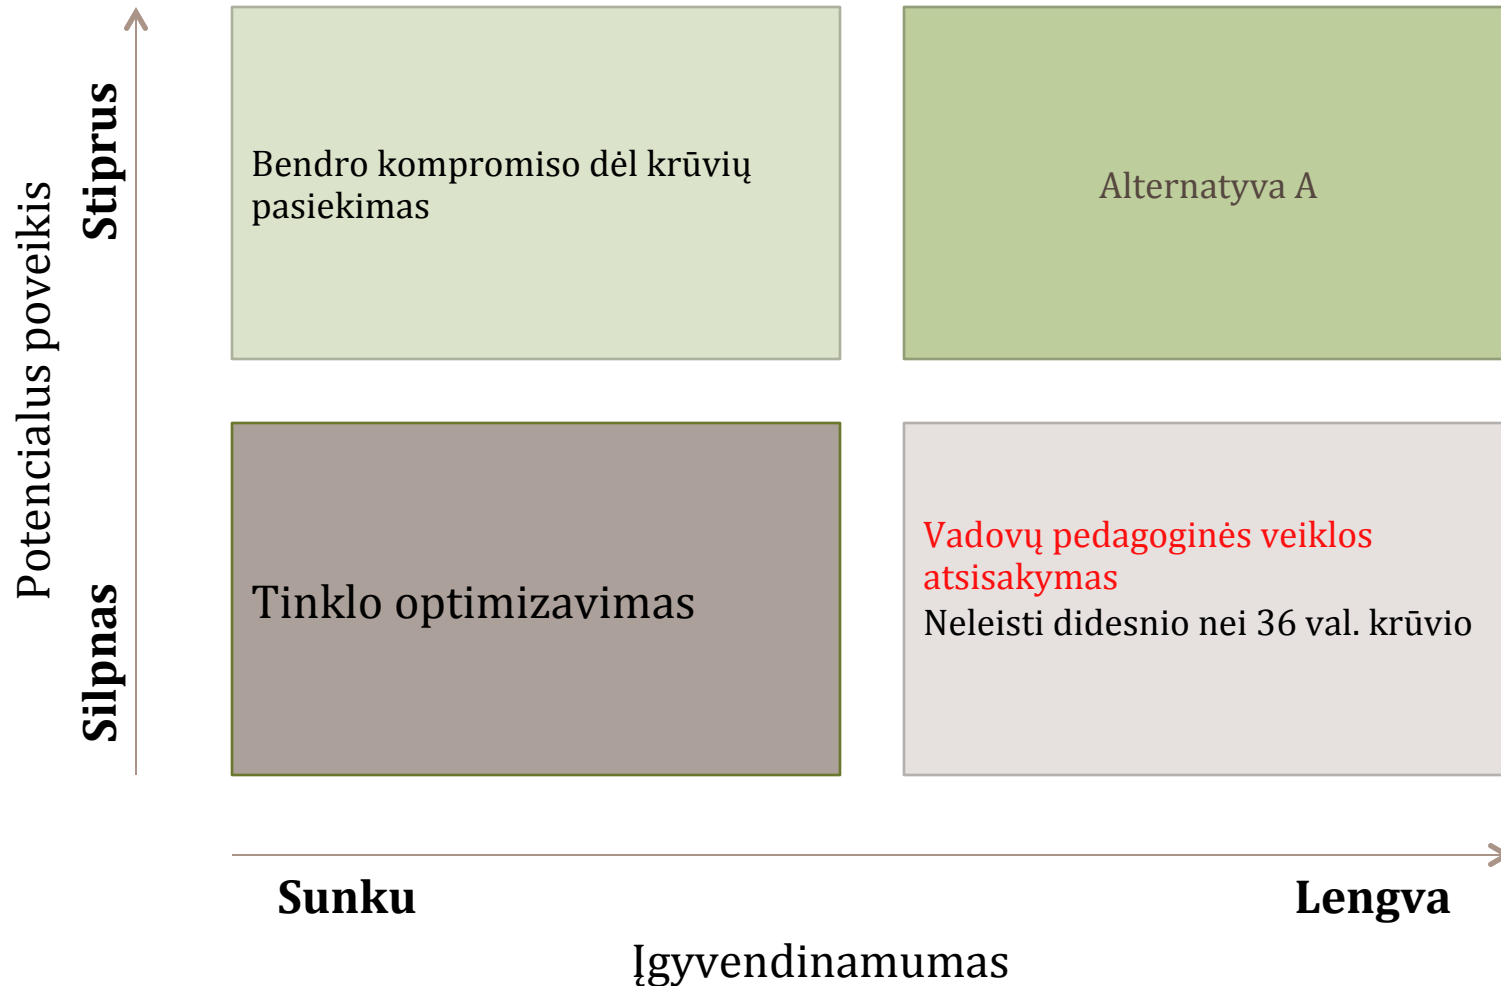 Potencialus poveikis
Stiprus
Silpnas
Bendro kompromiso dėl krūvių
pasiekimas
Alternatyva A
Tinklo optimizavimas
Vadovų pedagoginės veiklos
atsisakymas
Neleisti didesnio nei 36 val. krūvio
Sunku
Lengva
Įgyvendinamumas